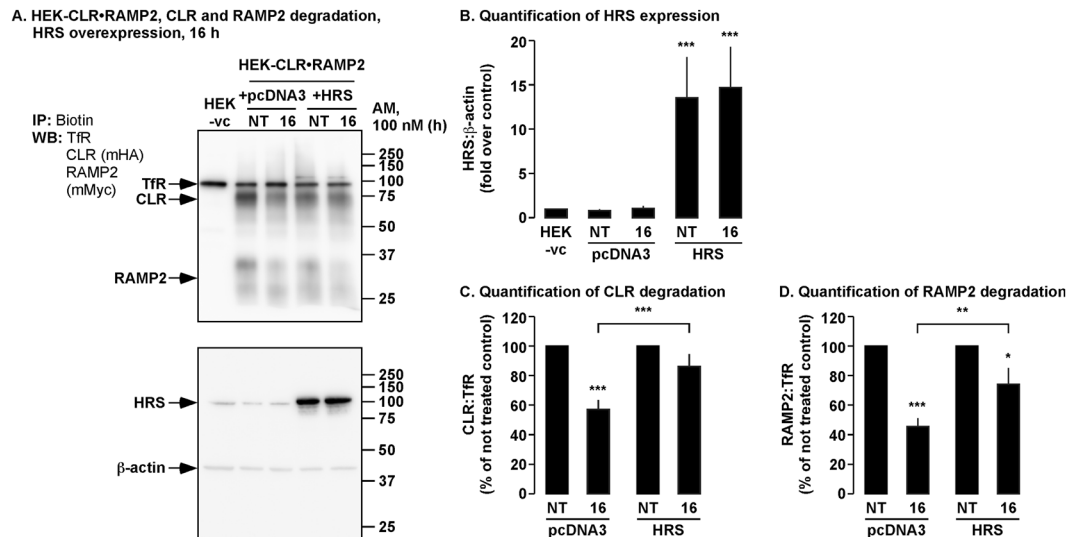 A. HEK-CLR•RAMP2, CLR and RAMP2 degradation,
HRS overexpression, 16 h
HEK-CLR•RAMP2
HEK
-vc
+pcDNA3 +HRS
NT 16 NT 16
AM,
100 nM (h)
IP: Biotin
WB: TfR
CLR (mHA)
RAMP2
(mMyc)
TfR
CLR
RAMP2
250
150
100
75
50
37
25
HRS
β-actin
250
150
100
75
50
37
25
B. Quantification of HRS expression
HRS:β-actin
(fold over control)
20
15
10
5
0
*** ***
HEK
-vc
NT 16 NT 16
pcDNA3 HRS
C. Quantification of CLR degradation
CLR:TfR
(% of not treated control)
120
100
80
60
40
20
0
***
***
NT 16 NT 16
pcDNA3 HRS
D. Quantification of RAMP2 degradation
RAMP2:TfR
(% of not treated control)
120
100
80
60
40
20
0
**
*
***
NT 16 NT 16
pcDNA3 HRS